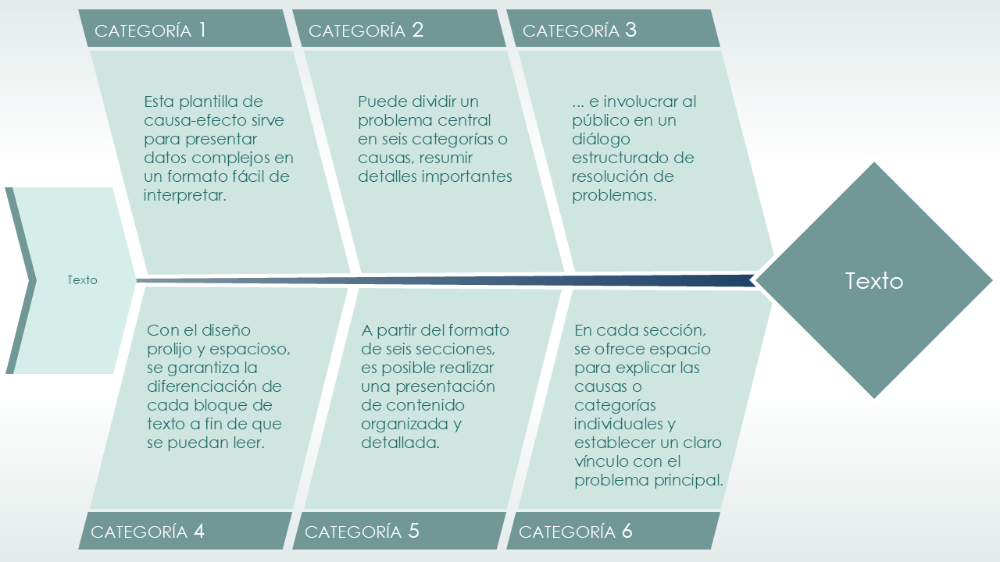 CATEGORÍA 1
Esta plantilla de
causa-efecto sirve
para presentar
datos complejos en
un formato fácil de
interpretar.
CATEGORÍA 2
Puede dividir un
problema central
en seis categorías o
causas, resumir
detalles importantes
CATEGORÍA 3
... e involucrar al
público en un
diálogo
estructurado de
resolución de
problemas.
Texto
Texto
Con el diseño
prolijo y espacioso,
se garantiza la
diferenciación de
cada bloque de
texto a fin de que
se puedan leer.
CATEGORÍA 4
A partir del formato
de seis secciones,
es posible realizar
una presentación
de contenido
organizada y
detallada.
CATEGORÍA 5
En cada sección,
se ofrece espacio
para explicar las
causas o
categorías
individuales y
establecer un claro
vínculo con el
problema principal.
CATEGORÍA 6